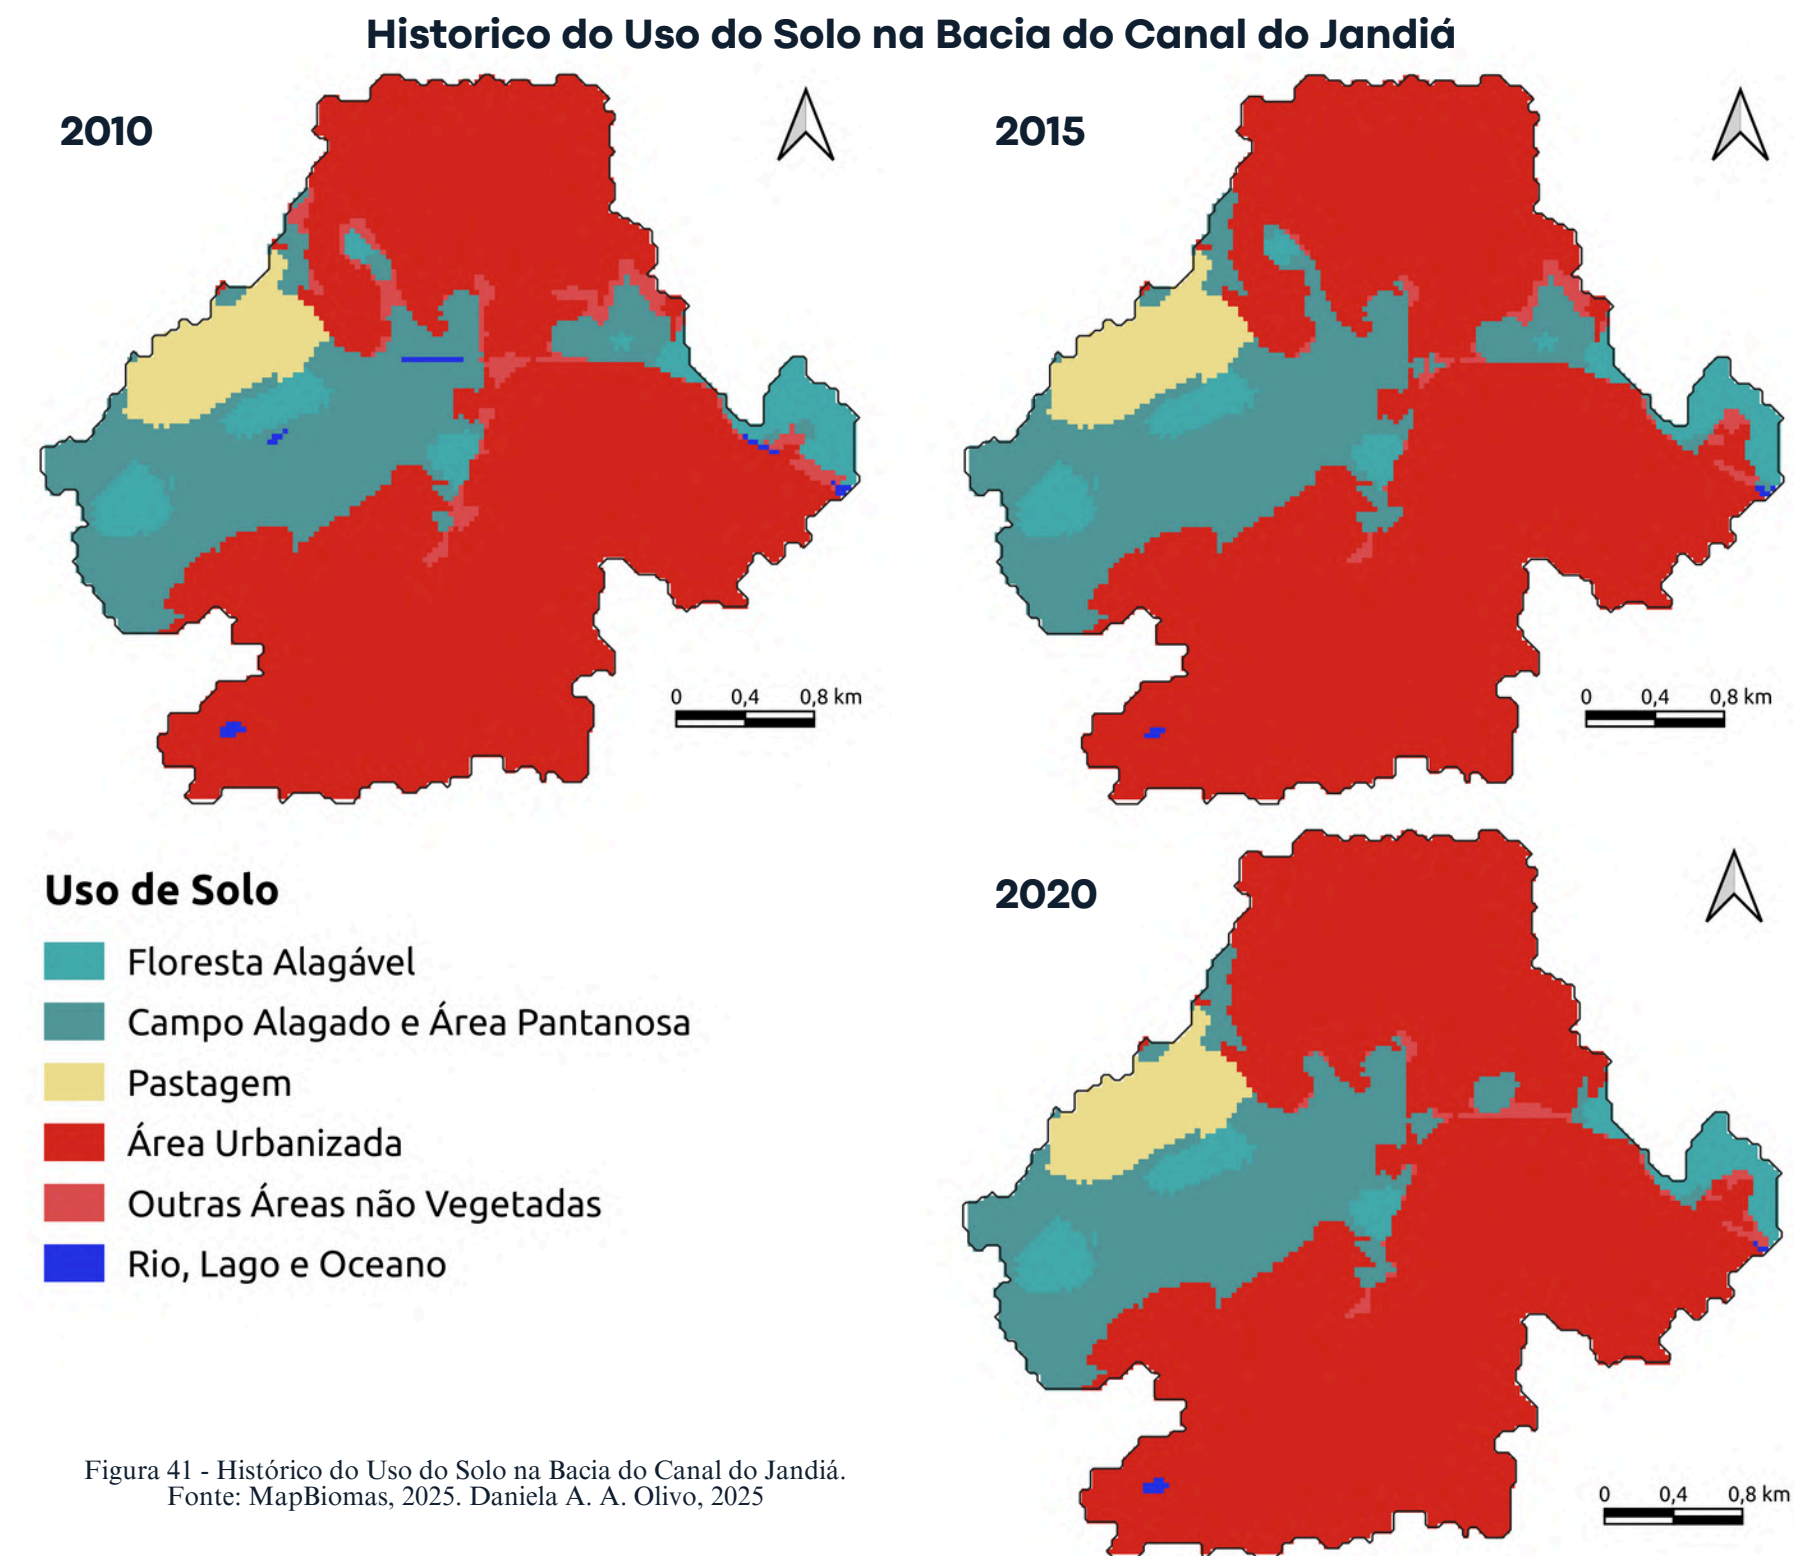 Historico do Uso do Solo na Bacia do Canal do Jandiá
2010
2015
0 0,4 0,8 km
0 0,4 0,8 km
Uso de Solo
Floresta Alagável
Campo Alagado e Área Pantanosa
Pastagem
Área Urbanizada
Outras Áreas não Vegetadas
Rio, Lago e Oceano
2020
0 0,4 0,8 km
Figura 41 - Histórico do Uso do Solo na Bacia do Canal do Jandiá.
Fonte: MapBiomas, 2025. Daniela A. A. Olivo, 2025